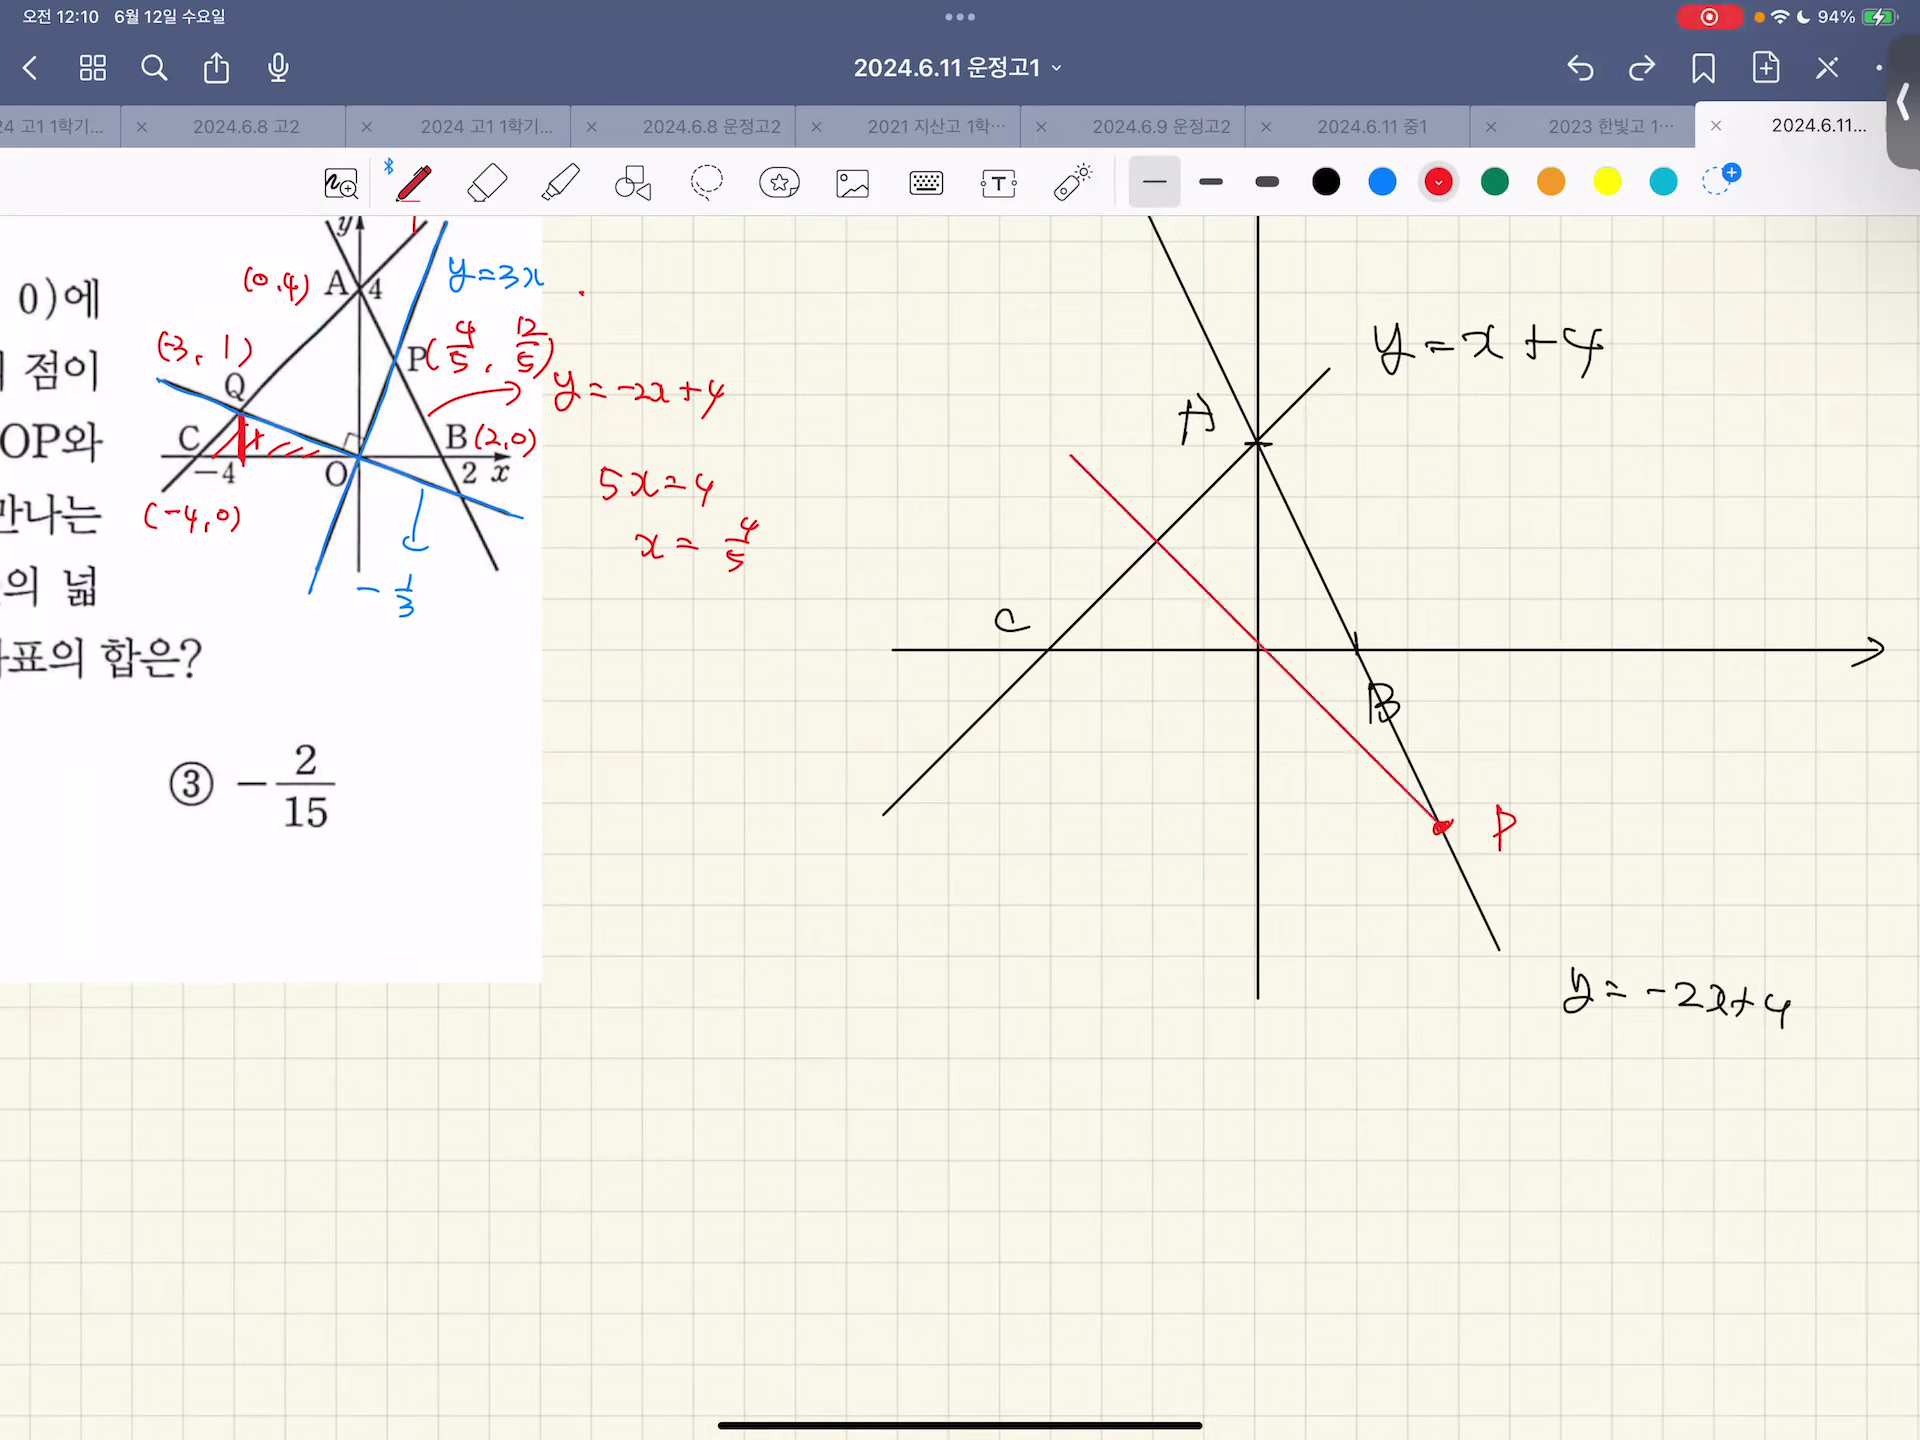 오전 12:10 6월 12일 수요일
94%
2024.6.11 운정고1
24 고1 1학기...
2024.6.8 고2
2024 고1 1학기...
2024.6.8 운정고2
2021 지산고 1학...
2024.6.9 운정고2
2024.6.11 중1
2023 한빛고 1...
2024.6.11...
0)에
점이
OP와
만나는
의 넓
표의 합은?
③ -2/15
y
(0,4) A 4
y=3x
(-3, 1)
P(4/5, 12/5)
Q
y=-2x+4
C
B (2,0)
-4
O
2 x
(-4,0)
-1/3
5x=4
x=4/5
y=x+4
A
C
B
P
y=-2x+4